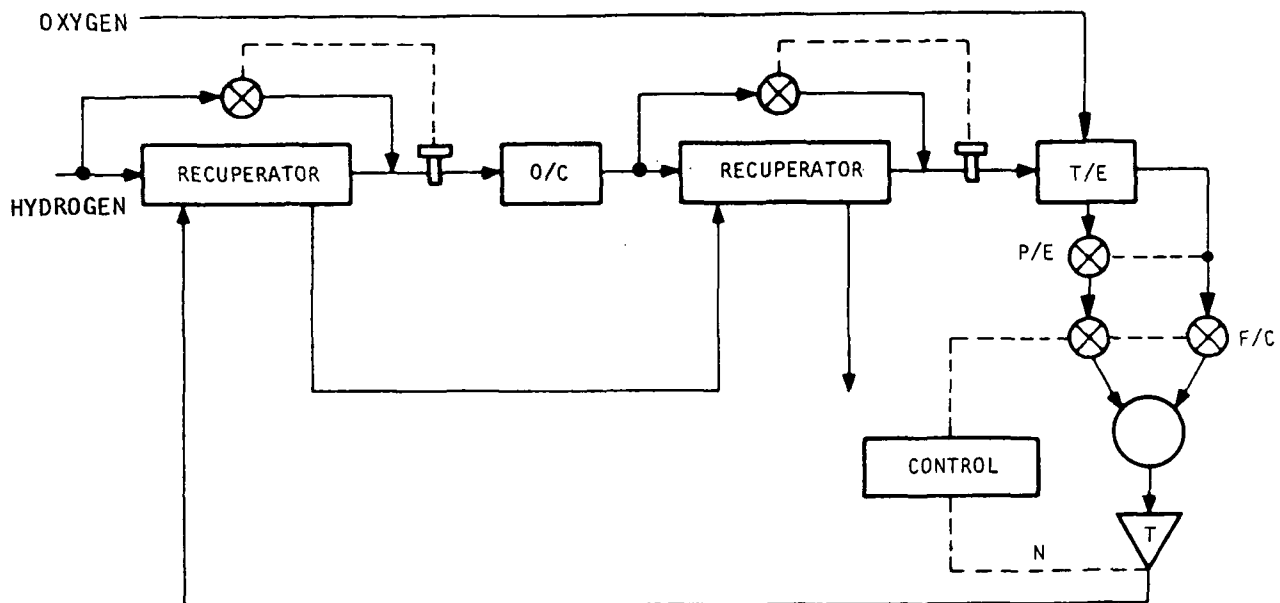 OXYGEN
RECUPERATOR
O/C
RECUPERATOR
T/E
HYDROGEN
P/E
F/C
CONTROL
T
N